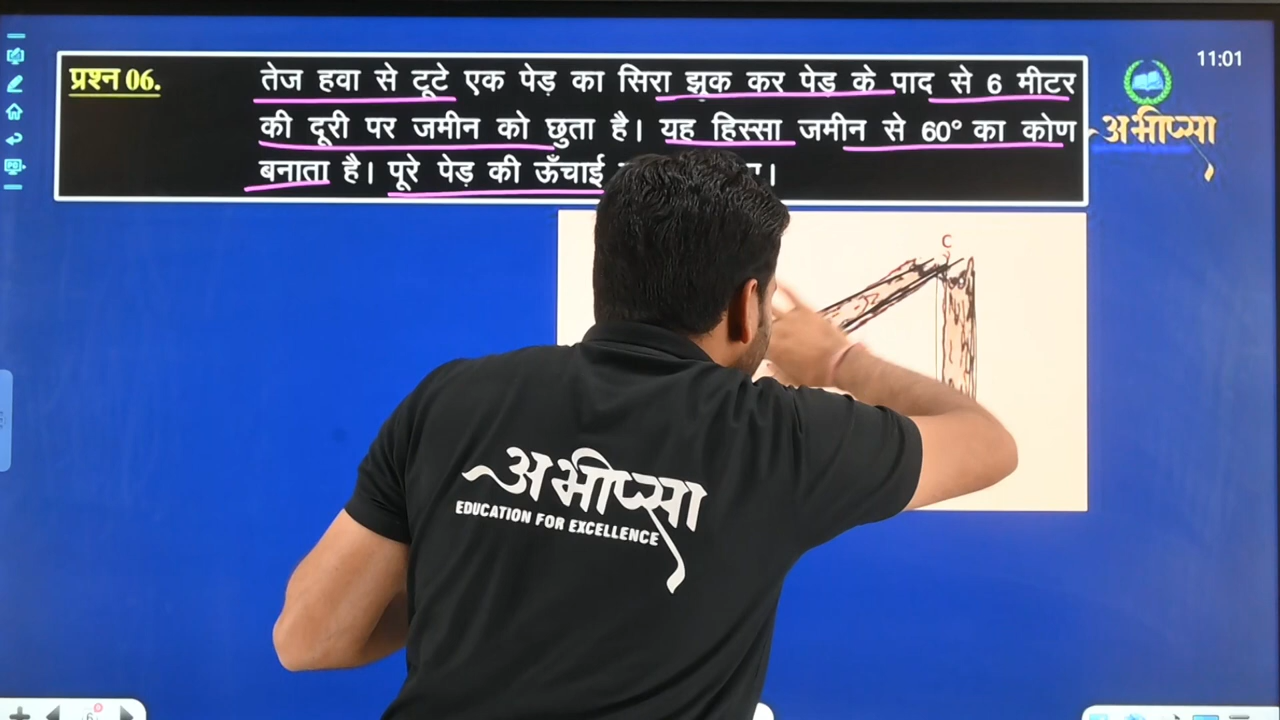 11:01
प्रश्न 06.
तेज हवा से टूटे एक पेड़ का सिरा झुक कर पेड़ के पाद से 6 मीटर
की दूरी पर जमीन को छुता है। यह हिस्सा जमीन से 60° का कोण
बनाता है। पूरे पेड़ की ऊँचाई
अभीप्सा
C
अभीप्सा
EDUCATION FOR EXCELLENCE